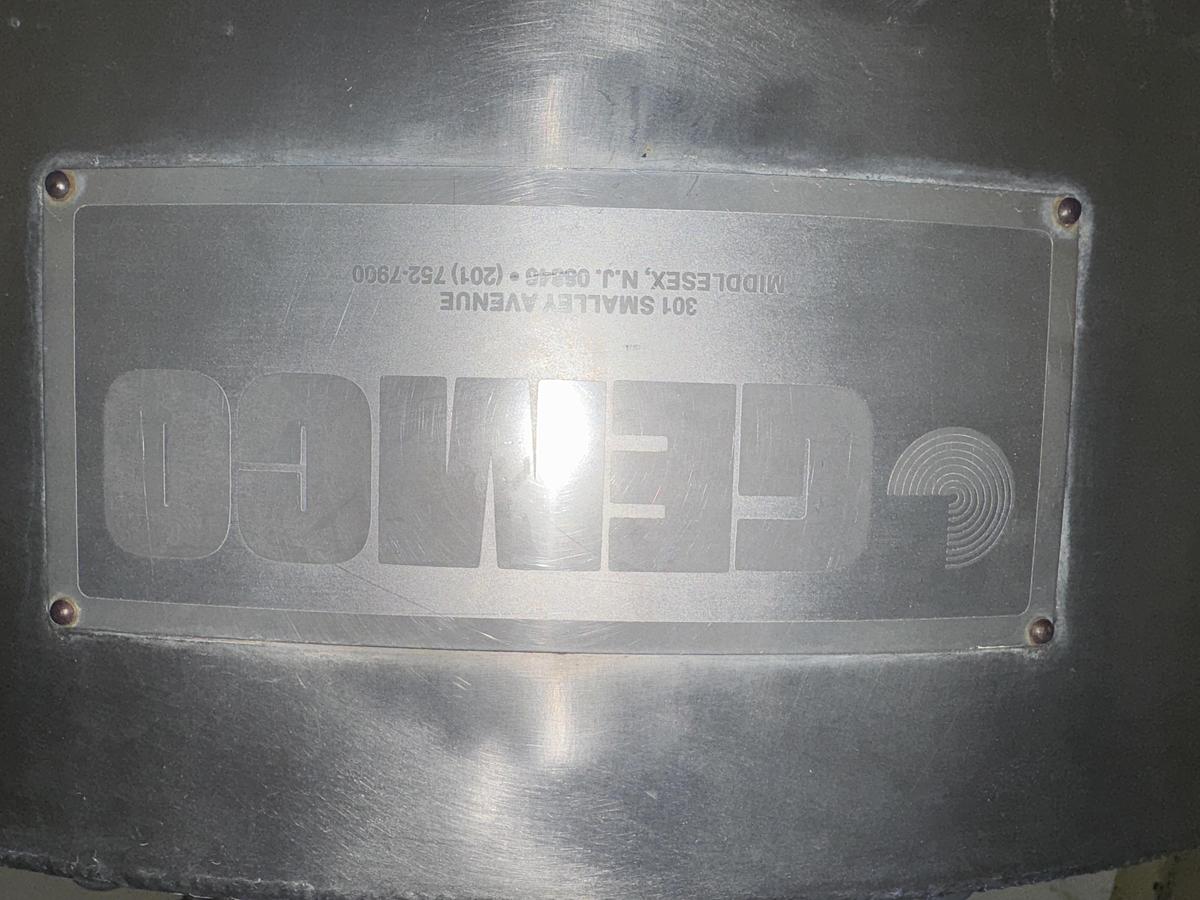 GEMCO
301 SMALLEY AVENUE
MIDDLESEX, N.J. 08846 • (201) 752-7900